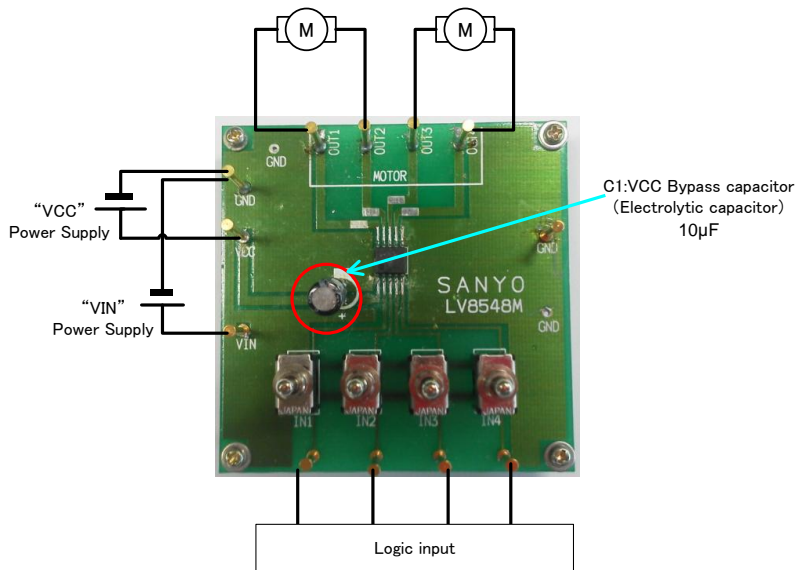 M
M
OUT1
OUT2
OUT3
GND
MOTOR
C1:VCC Bypass capacitor
(Electrolytic capacitor)
10μF
GND
"VCC"
Power Supply
VCC
GND
SANYO
LV8548M
"VIN"
Power Supply
+
GND
VIN
JAPAN
JAPAN
JAPAN
JAPAN
IN1
IN2
IN3
IN4
Logic input